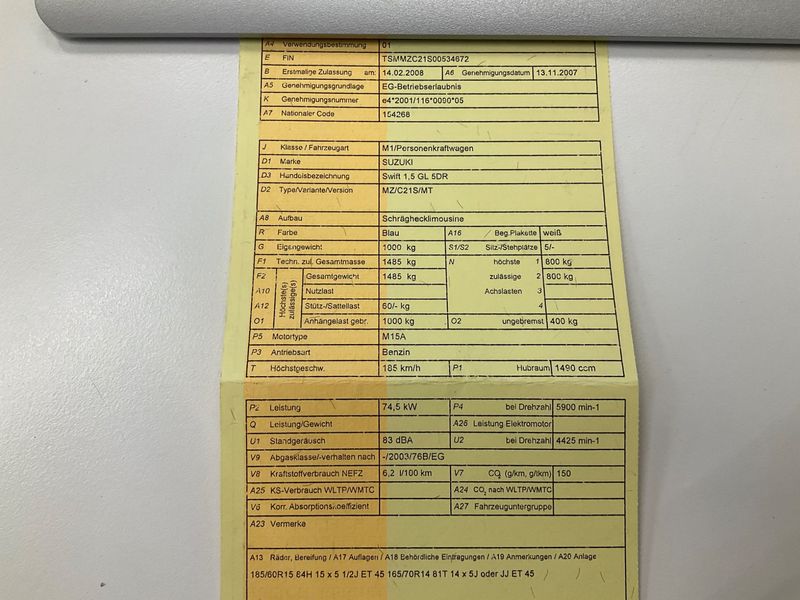 A4 Verwendungsbestimmung 01
E FIN TSMMZC21S00534672
B Erstmalige Zulassung am: 14.02.2008 A6 Genehmigungsdatum 13.11.2007
A5 Genehmigungsgrundlage EG-Betriebserlaubnis
K Genehmigungsnummer e4*2001/116*0090*05
A7 Nationaler Code 154268
J Klasse / Fahrzeugart M1/Personenkraftwagen
D1 Marke SUZUKI
D3 Handelsbezeichnung Swift 1,5 GL 5DR
D2 Type/Variante/Version MZ/C21S/MT
A8 Aufbau Schräghecklimousine
R Farbe Blau A16 Beg.Plakette weiß
G Eigengewicht 1000 kg S1/S2 Sitz-/Stehplätze 5/-
F1 Techn. zul. Gesamtmasse 1485 kg N höchste 1 800 kg
F2 Höchste(s) zulässige(s) Gesamtgewicht 1485 kg zulässige 2 800 kg
A10 Nutzlast Achslasten 3
A12 Stütz-/Sattellast 60/- kg 4
O1 Anhängelast gebr. 1000 kg O2 ungebremst 400 kg
P5 Motortype M15A
P3 Antriebsart Benzin
T Höchstgeschw. 185 km/h P1 Hubraum 1490 ccm
P2 Leistung 74,5 kW P4 bei Drehzahl 5900 min-1
Q Leistung/Gewicht A26 Leistung Elektromotor
U1 Standgeräusch 83 dBA U2 bei Drehzahl 4425 min-1
V9 Abgasklasse/-verhalten nach -/2003/76B/EG
V8 Kraftstoffverbrauch NEFZ 6,2 l/100 km V7 CO2 (g/km, g/tkm) 150
A25 KS-Verbrauch WLTP/WMTC A24 CO2 nach WLTP/WMTC
V6 Korr. Absorptionskoeffizient A27 Fahrzeuguntergruppe
A23 Vermerke
A13 Räder, Bereifung / A17 Auflagen / A18 Behördliche Eintragungen / A19 Anmerkungen / A20 Anlage
185/60R15 84H 15 x 5 1/2J ET 45 165/70R14 81T 14 x 5J oder JJ ET 45